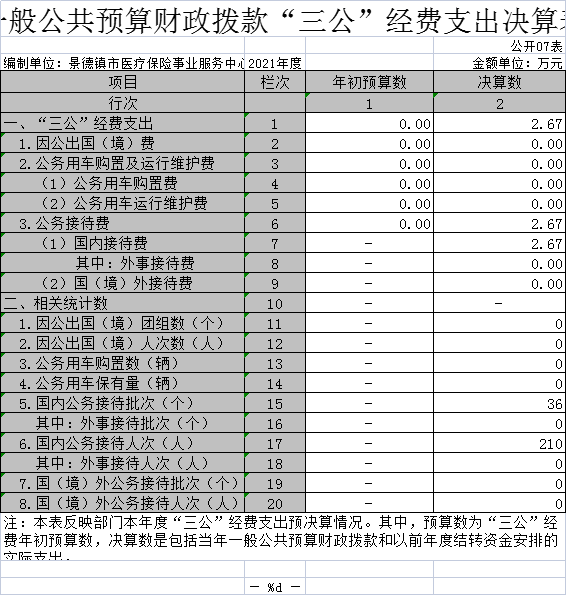 般公共预算财政拨款“三公”经费支出决算
公开07表
编制单位：景德镇市医疗保险事业服务中心 2021年度 金额单位：万元
项目 栏次 年初预算数 决算数
行次 1 2
一、“三公”经费支出 1 0.00 2.67
1.因公出国（境）费 2 0.00 0.00
2.公务用车购置及运行维护费 3 0.00 0.00
（1）公务用车购置费 4 0.00 0.00
（2）公务用车运行维护费 5 0.00 0.00
3.公务接待费 6 0.00 2.67
（1）国内接待费 7 - 2.67
其中：外事接待费 8 - 0.00
（2）国（境）外接待费 9 - 0.00
二、相关统计数 10 - -
1.因公出国（境）团组数（个） 11 - 0
2.因公出国（境）人次数（人） 12 - 0
3.公务用车购置数（辆） 13 - 0
4.公务用车保有量（辆） 14 - 0
5.国内公务接待批次（个） 15 - 36
其中：外事接待批次（个） 16 - 0
6.国内公务接待人次（人） 17 - 210
其中：外事接待人次（人） 18 - 0
7.国（境）外公务接待批次（个） 19 - 0
8.国（境）外公务接待人次（人） 20 - 0
注：本表反映部门本年度“三公”经费支出预决算情况。其中，预算数为“三公”经
费年初预算数，决算数是包括当年一般公共预算财政拨款和以前年度结转资金安排的
实际支出。
- %d -